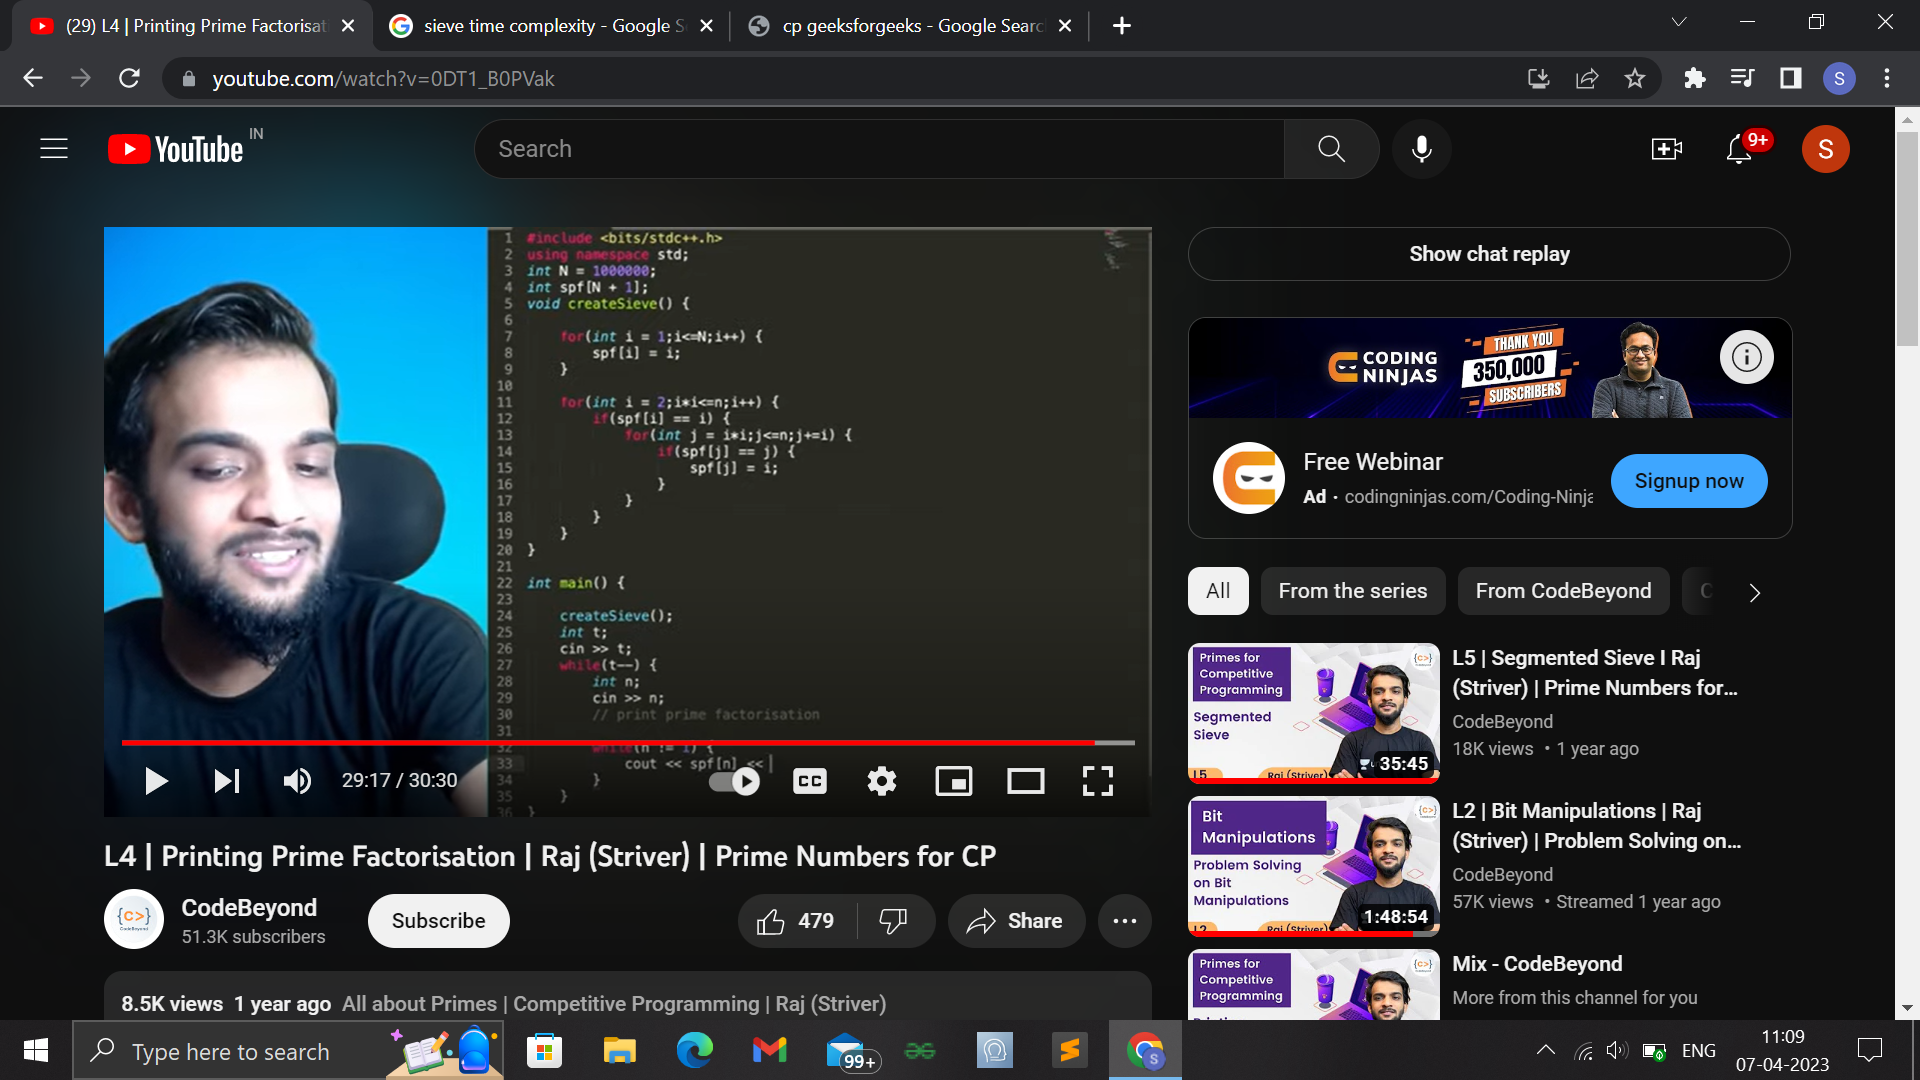 (29) L4 | Printing Prime Factorisat
sieve time complexity - Google S
cp geeksforgeeks - Google Searc
youtube.com/watch?v=0DT1_B0PVak
S
YouTube IN
Search
9+
S
1 #include <bits/stdc++.h>
2 using namespace std;
3 int N = 1000000;
4 int spf[N + 1];
5 void createSieve() {
6
7 for(int i = 1;i<=N;i++) {
8 spf[i] = i;
9 }
10
11 for(int i = 2;i*i<=n;i++) {
12 if(spf[i] == i) {
13 for(int j = i*i;j<=n;j+=i) {
14 if(spf[j] == j) {
15 spf[j] = i;
16 }
17 }
18 }
19 }
20 }
21
22 int main() {
23
24 createSieve();
25 int t;
26 cin >> t;
27 while(t--) {
28 int n;
29 cin >> n;
30 // print prime factorisation
31
32 while(n != 1) {
33 cout << spf[n] <<
34 }
35 }
36 }
29:17 / 30:30
CC
L4 | Printing Prime Factorisation | Raj (Striver) | Prime Numbers for CP
{c>}
CodeBeyond
CodeBeyond
51.3K subscribers
Subscribe
479
Share
8.5K views 1 year ago All about Primes | Competitive Programming | Raj (Striver)
Show chat replay
CODING NINJAS
THANK YOU
350,000
SUBSCRIBERS
Free Webinar
Ad · codingninjas.com/Coding-Ninja
Signup now
All
From the series
From CodeBeyond
Primes for
Competitive
Programming
{c>}
Segmented
Sieve
L5
Raj (Striver)
35:45
L5 | Segmented Sieve I Raj
(Striver) | Prime Numbers for...
CodeBeyond
18K views • 1 year ago
Bit
Manipulations
{c>}
Problem Solving
on Bit
Manipulations
L2
Raj (Striver)
1:48:54
L2 | Bit Manipulations | Raj
(Striver) | Problem Solving on...
CodeBeyond
57K views • Streamed 1 year ago
Primes for
Competitive
Programming
{c>}
Mix - CodeBeyond
More from this channel for you
Type here to search
99+
S
ENG
11:09
07-04-2023